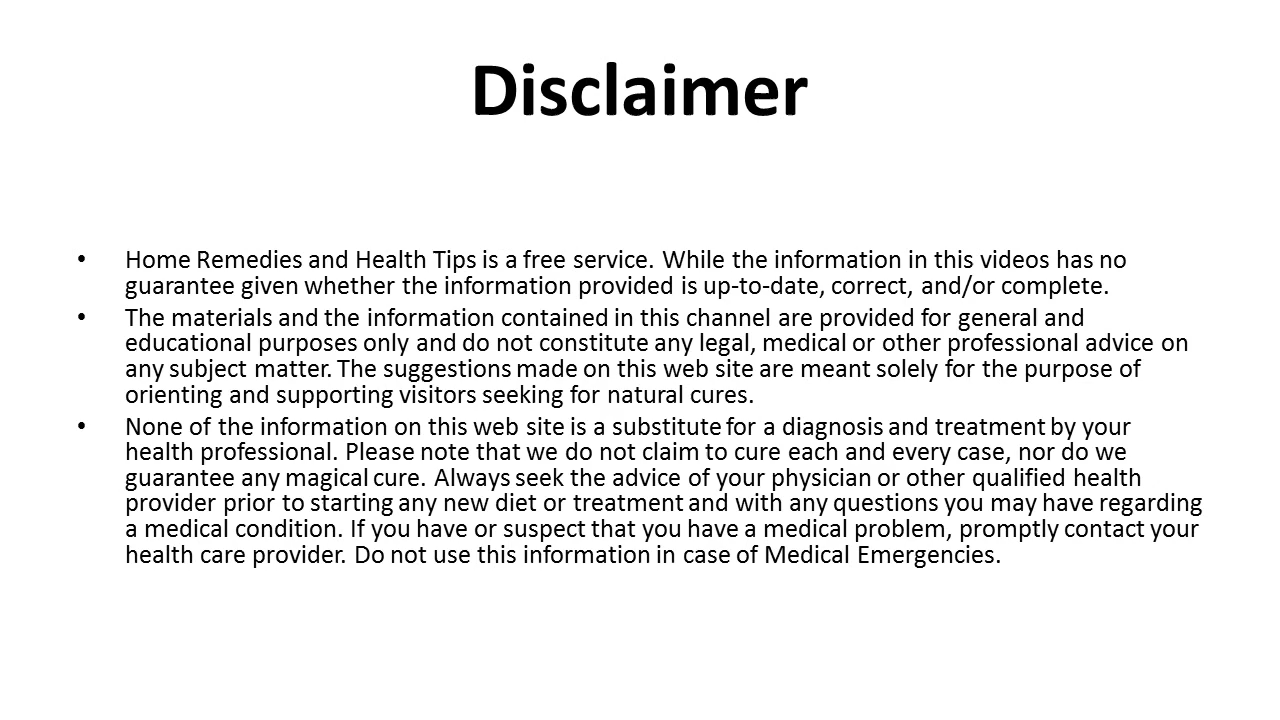 Disclaimer
• Home Remedies and Health Tips is a free service. While the information in this videos has no
guarantee given whether the information provided is up-to-date, correct, and/or complete.
• The materials and the information contained in this channel are provided for general and
educational purposes only and do not constitute any legal, medical or other professional advice on
any subject matter. The suggestions made on this web site are meant solely for the purpose of
orienting and supporting visitors seeking for natural cures.
• None of the information on this web site is a substitute for a diagnosis and treatment by your
health professional. Please note that we do not claim to cure each and every case, nor do we
guarantee any magical cure. Always seek the advice of your physician or other qualified health
provider prior to starting any new diet or treatment and with any questions you may have regarding
a medical condition. If you have or suspect that you have a medical problem, promptly contact your
health care provider. Do not use this information in case of Medical Emergencies.